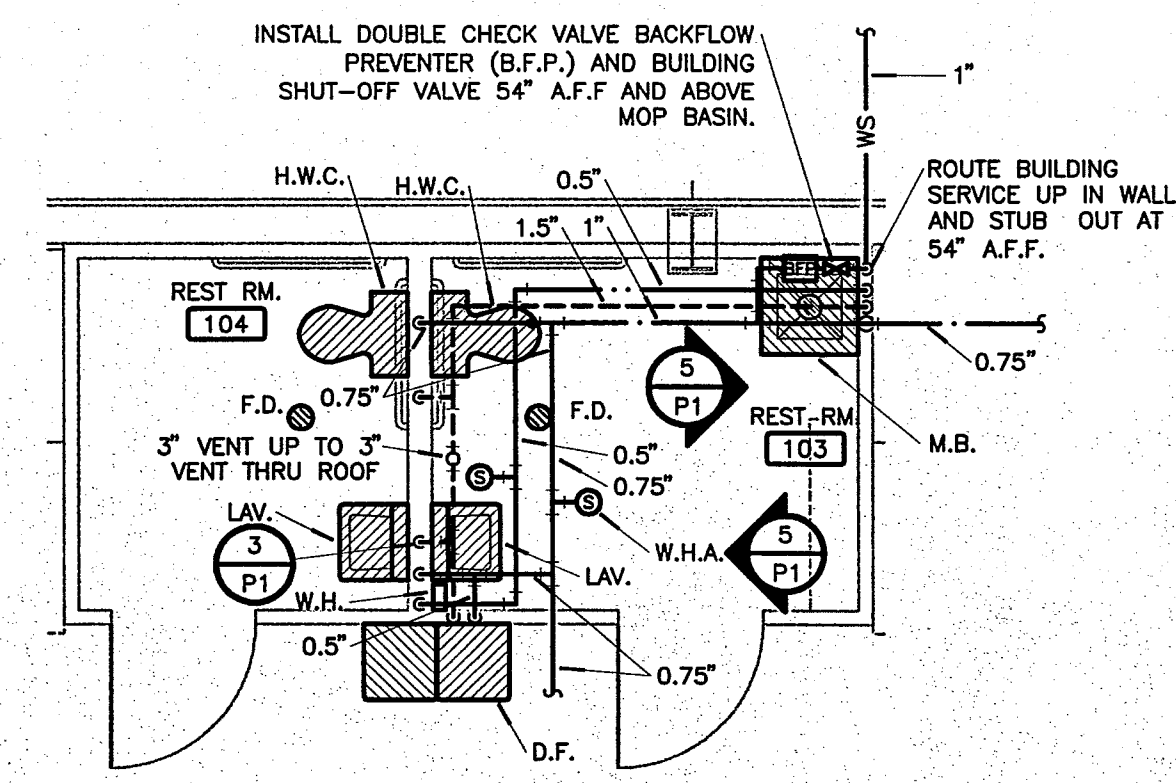 INSTALL DOUBLE CHECK VALVE BACKFLOW
PREVENTER (B.F.P.) AND BUILDING
SHUT-OFF VALVE 54" A.F.F AND ABOVE
MOP BASIN.
1"
WS
H.W.C.
H.W.C.
0.5"
1.5" 1"
ROUTE BUILDING
SERVICE UP IN WALL
AND STUB OUT AT
54" A.F.F.
BFP
REST RM.
104
0.75"
0.75"
5
P1
F.D.
F.D.
REST-RM
103
M.B.
3" VENT UP TO 3"
VENT THRU ROOF
0.5"
0.75"
S
S
LAV.
3
P1
W.H.A.
5
P1
LAV.
W.H.
0.5"
0.75"
D.F.